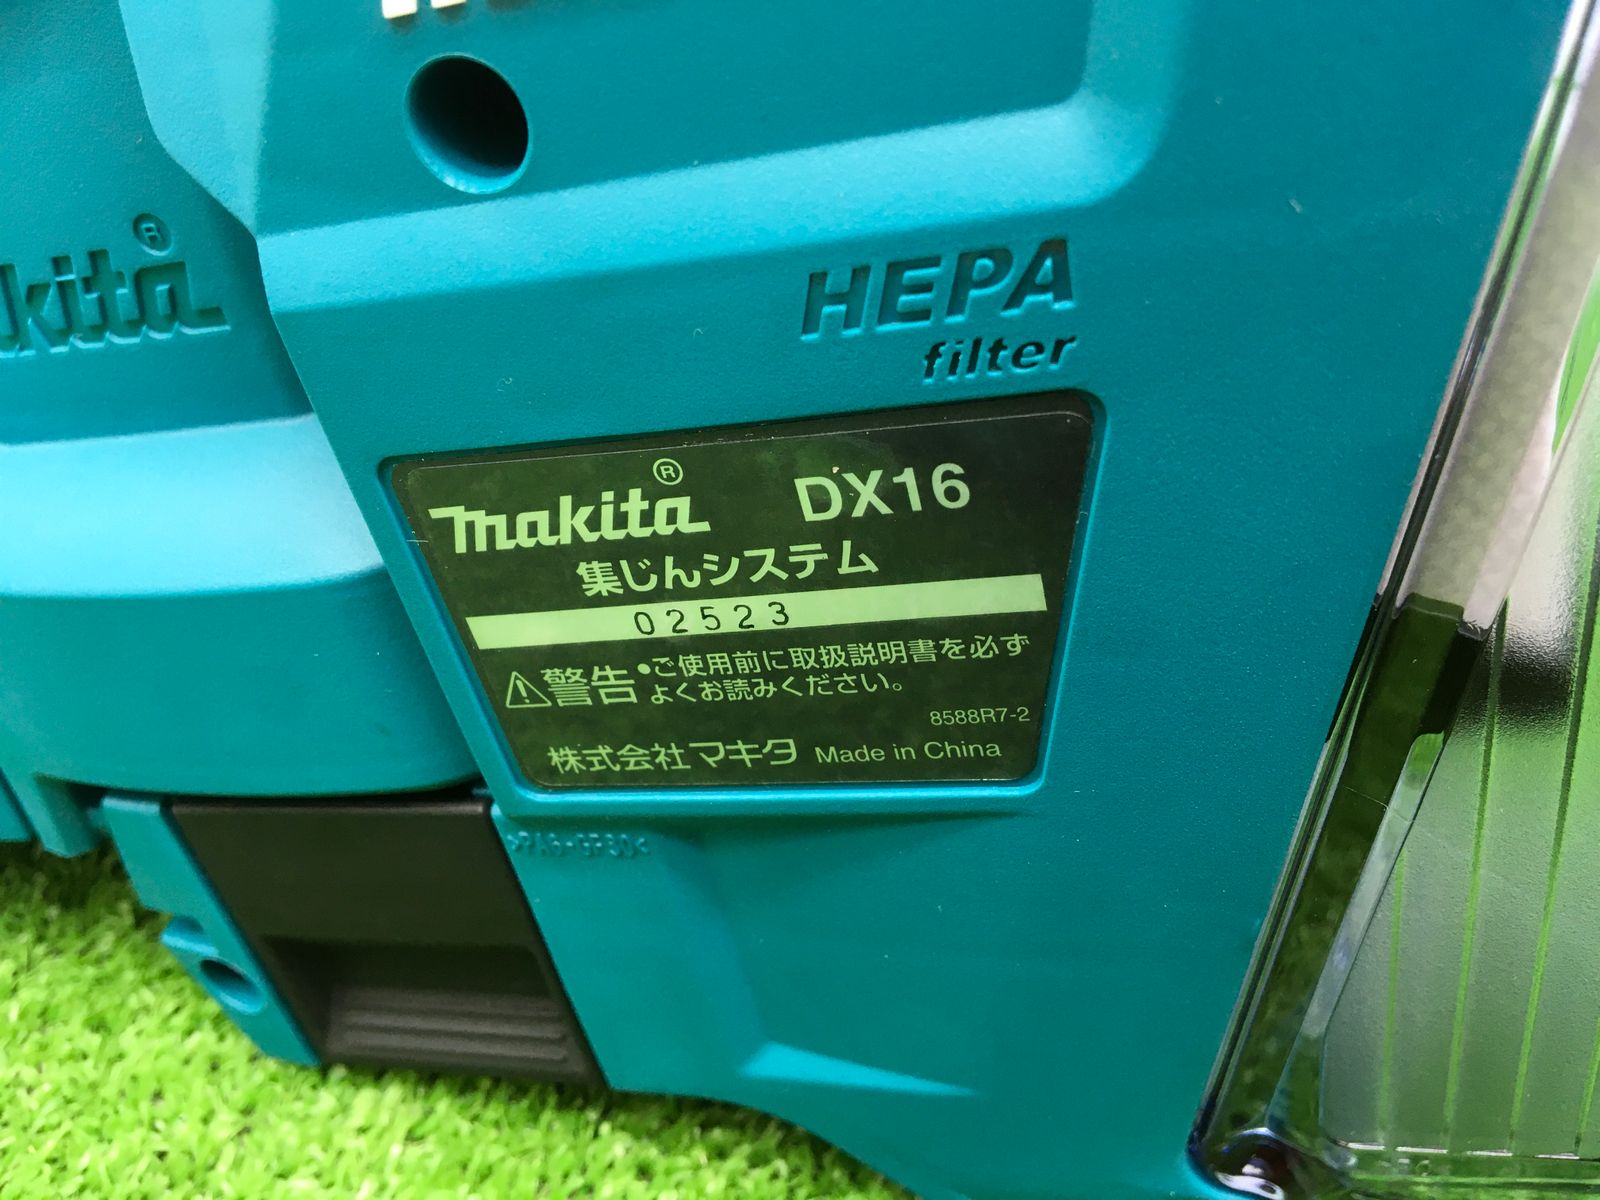 makita®
HEPA
filter
makita® DX16
集じんシステム
02523
⚠警告 •ご使用前に取扱説明書を必ず
よくお読みください。
8588R7-2
株式会社マキタ Made in China
>PA6-GF30<